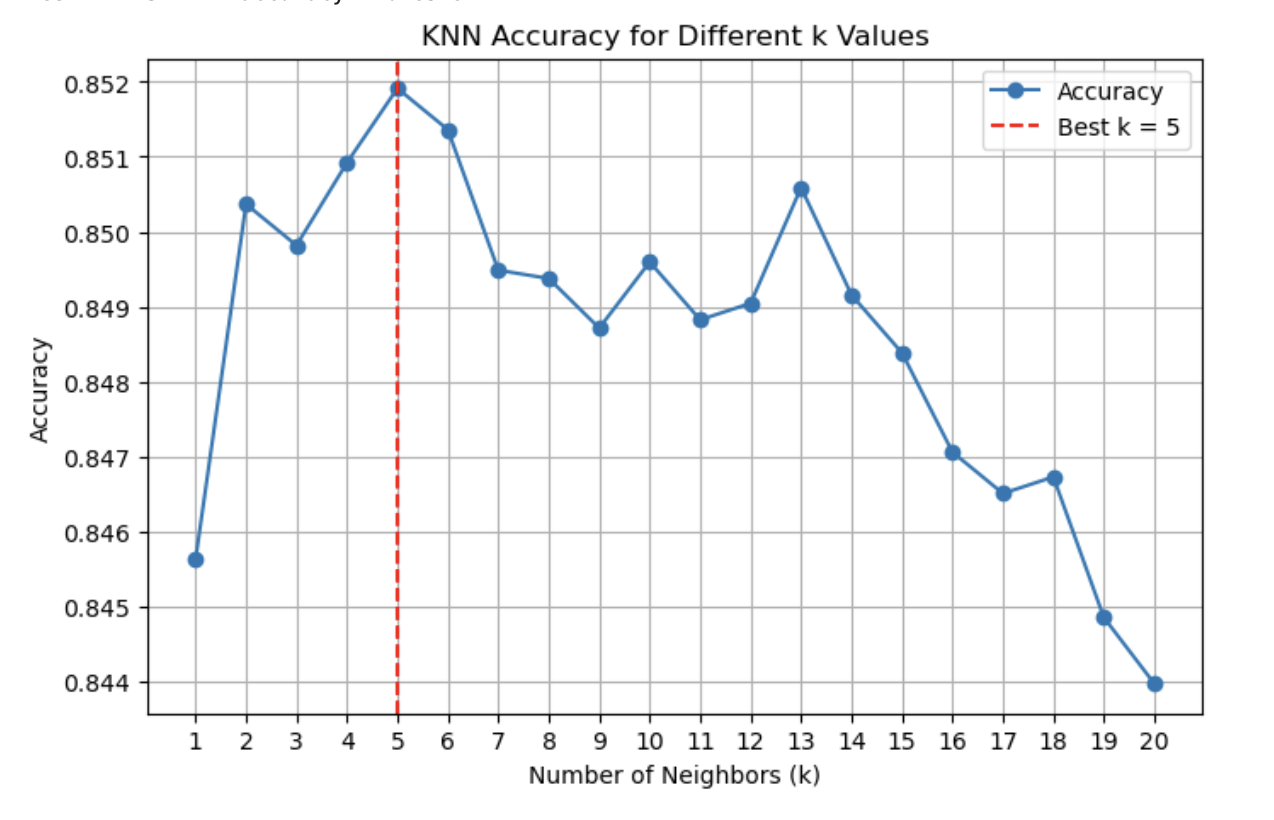 KNN Accuracy for Different k Values
Accuracy
Best k = 5
0.852
0.851
0.850
0.849
0.848
0.847
0.846
0.845
0.844
Accuracy
1 2 3 4 5 6 7 8 9 10 11 12 13 14 15 16 17 18 19 20
Number of Neighbors (k)